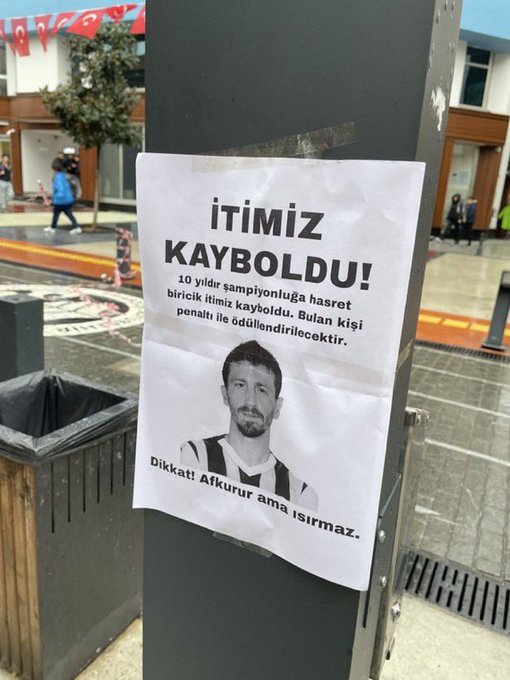 İTİMİZ
KAYBOLDU!
10 yıldır şampiyonluğa hasret
biricik itimiz kayboldu. Bulan kişi
penaltı ile ödüllendirilecektir.
Dikkat! Afkurur ama ısırmaz.